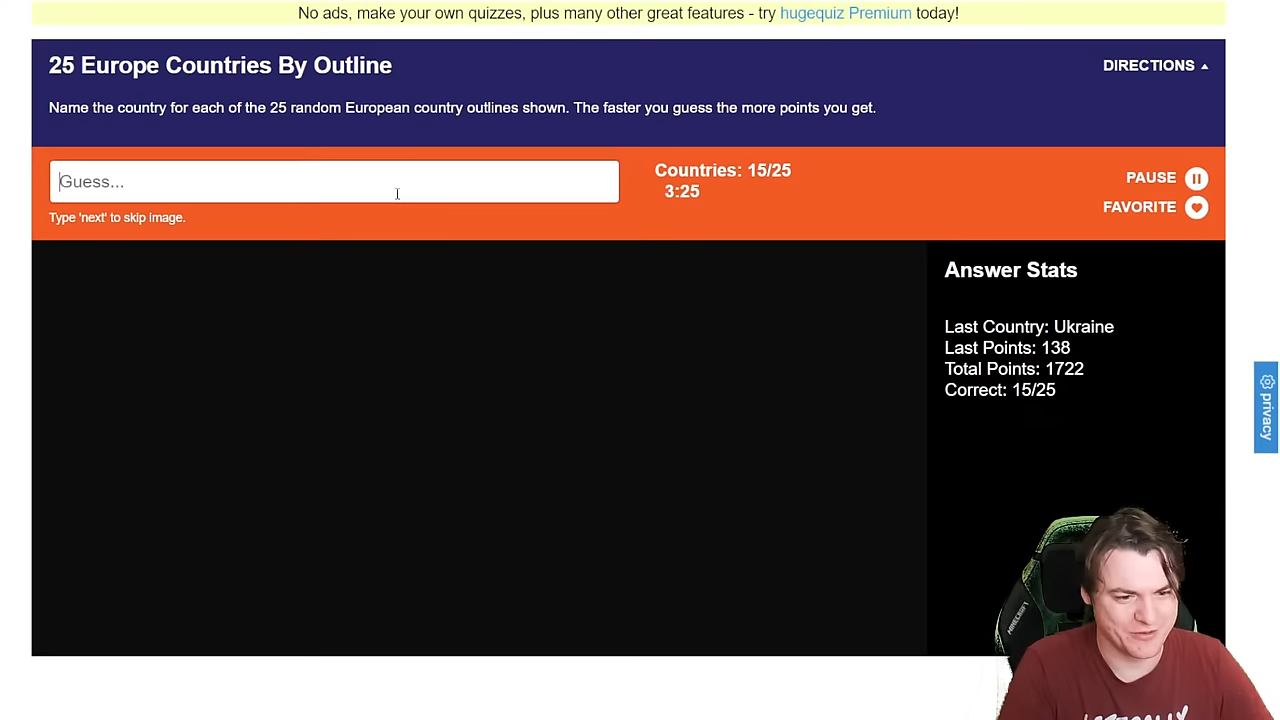 No ads, make your own quizzes, plus many other great features - try hugequiz Premium today!
25 Europe Countries By Outline
DIRECTIONS ▲
Name the country for each of the 25 random European country outlines shown. The faster you guess the more points you get.
Guess...
Countries: 15/25
3:25
PAUSE
FAVORITE
Type 'next' to skip image.
Answer Stats
Last Country: Ukraine
Last Points: 138
Total Points: 1722
Correct: 15/25
privacy
MINECRAFT